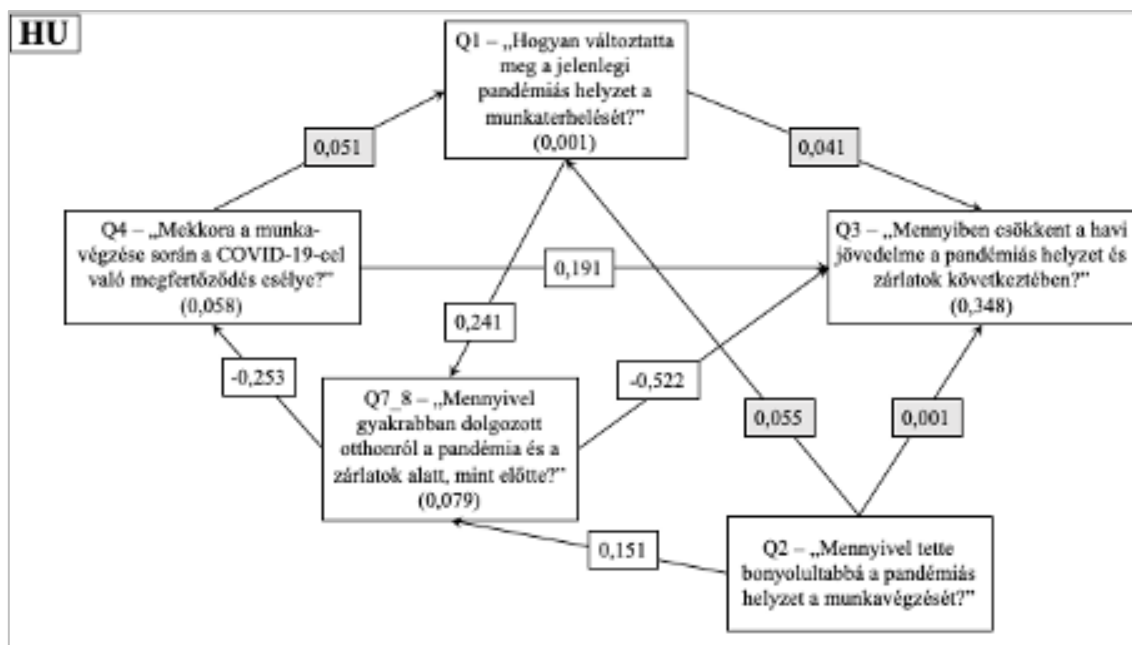 HU
Q1 – „Hogyan változtatta
meg a jelenlegi
pandémiás helyzet a
munkaterhelését?”
(0,001)
0,051
0,041
Q4 – „Mekkora a munka-
végzése során a COVID-19-cel
való megfertőződés esélye?”
(0,058)
Q3 – „Mennyiben csökkent a havi
jövedelme a pandémiás helyzet és
zárlatok következtében?”
(0,348)
0,191
0,241
-0,253
-0,522
Q7_8 – „Mennyivel
gyakrabban dolgozott
otthonról a pandémia és a
zárlatok alatt, mint előtte?”
(0,079)
0,055
0,001
0,151
Q2 – „Mennyivel tette
bonyolultabbá a pandémiás
helyzet a munkavégzését?”